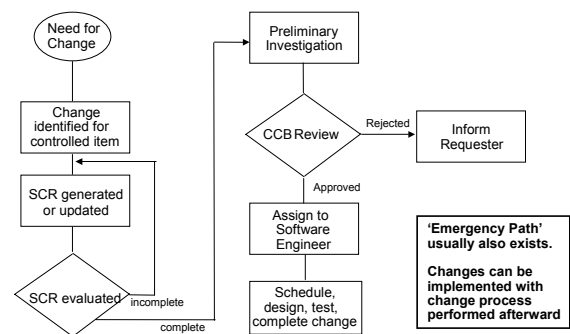 Need for
Change
Change
identified for
controlled item
SCR generated
or updated
SCR evaluated
incomplete
complete
Preliminary
Investigation
CCB Review
Rejected
Inform
Requester
Approved
Assign to
Software
Engineer
Schedule,
design, test,
complete change
'Emergency Path'
usually also exists.
Changes can be
implemented with
change process
performed afterward